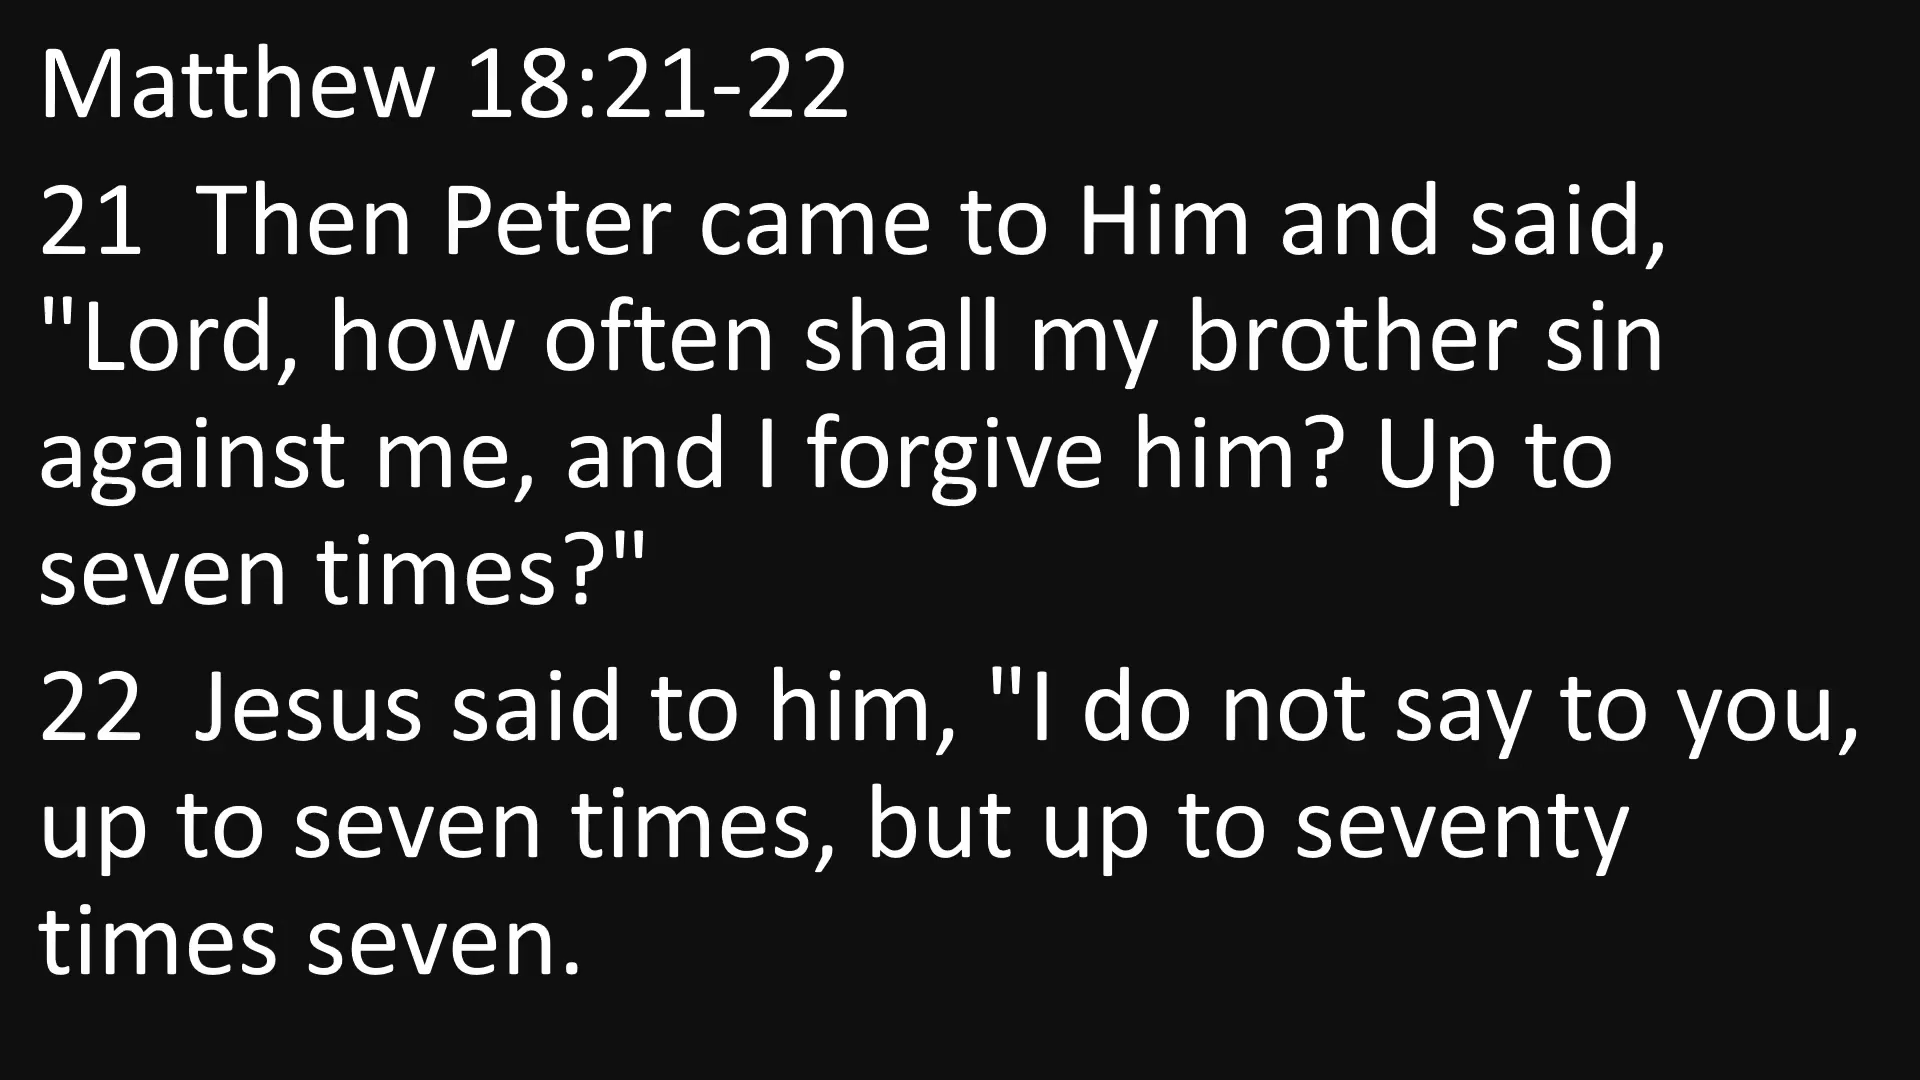 Matthew 18:21-22
21  Then Peter came to Him and said,
"Lord, how often shall my brother sin
against me, and I forgive him? Up to
seven times?"
22  Jesus said to him, "I do not say to you,
up to seven times, but up to seventy
times seven.